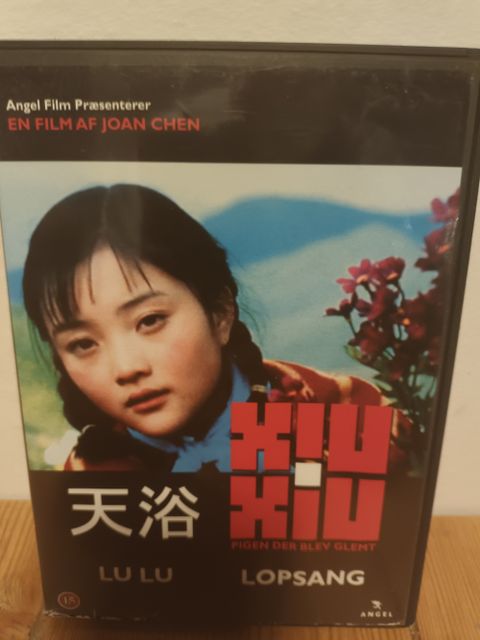 Angel Film Præsenterer
EN FILM AF JOAN CHEN
XIU
XIU
天浴
PIGEN DER BLEV GLEMT
LU LU LOPSANG
15
ANGEL